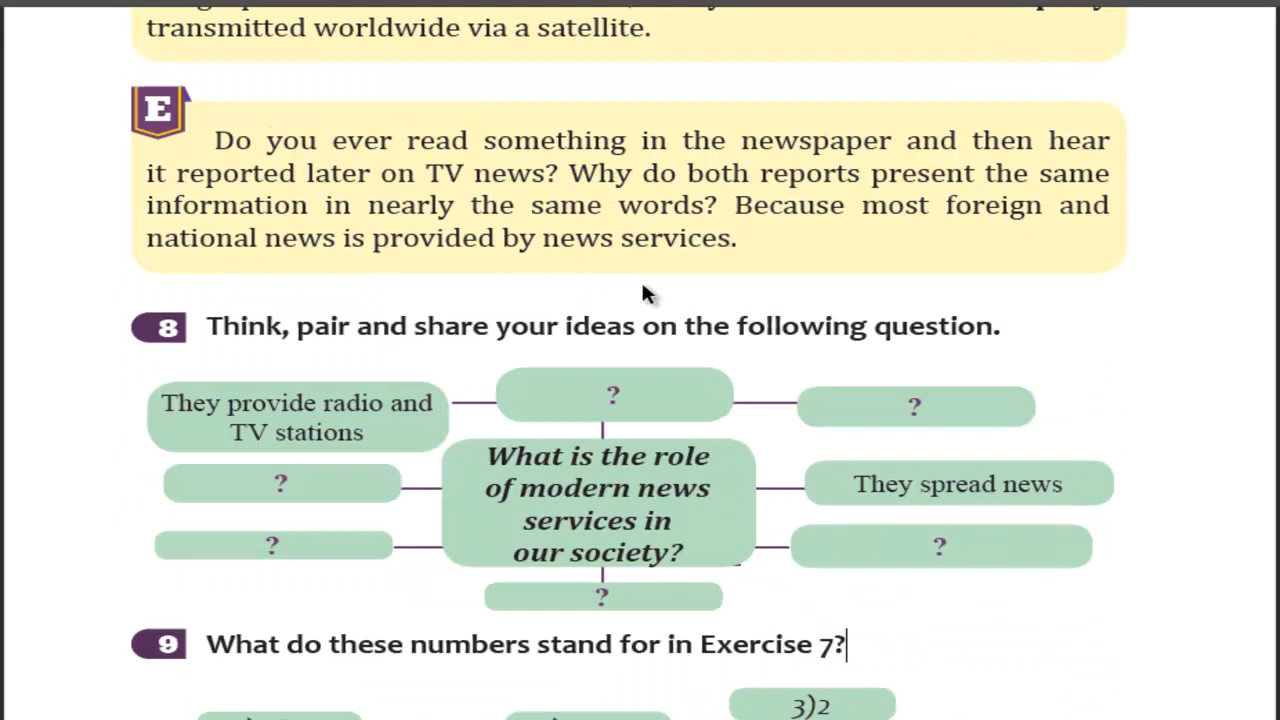 transmitted worldwide via a satellite.
E
Do you ever read something in the newspaper and then hear
it reported later on TV news? Why do both reports present the same
information in nearly the same words? Because most foreign and
national news is provided by news services.
8 Think, pair and share your ideas on the following question.
They provide radio and
TV stations
?
?
?
What is the role
of modern news
services in
our society?
They spread news
?
?
?
9 What do these numbers stand for in Exercise 7?
3)2